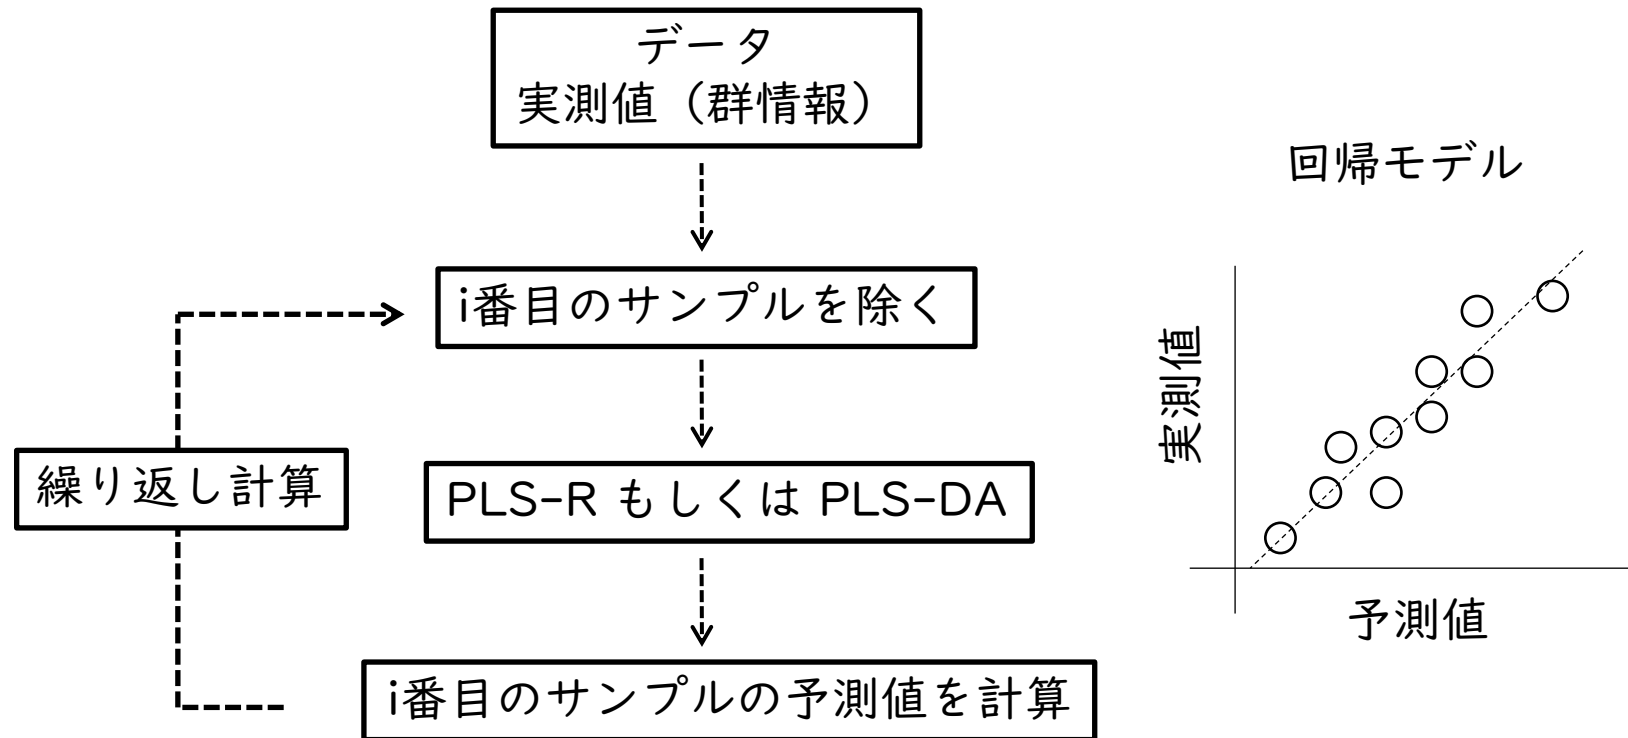 データ
実測値（群情報）
i番目のサンプルを除く
繰り返し計算
PLS-R もしくは PLS-DA
i番目のサンプルの予測値を計算
回帰モデル
実測値
予測値